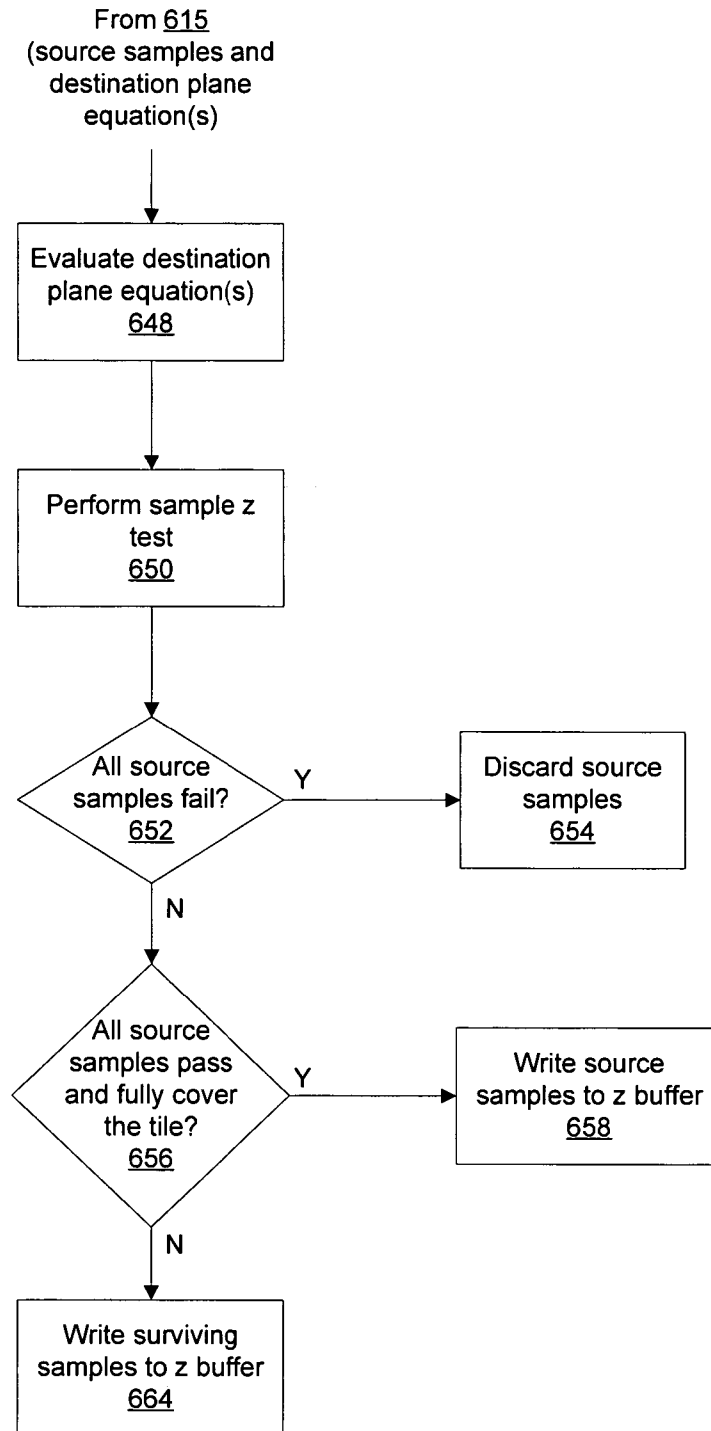 From 615
(source samples and
destination plane
equation(s)
Evaluate destination
plane equation(s)
648
Perform sample z
test
650
All source
samples fail?
652
Y
Discard source
samples
654
N
All source
samples pass
and fully cover
the tile?
656
Y
Write source
samples to z buffer
658
N
Write surviving
samples to z buffer
664